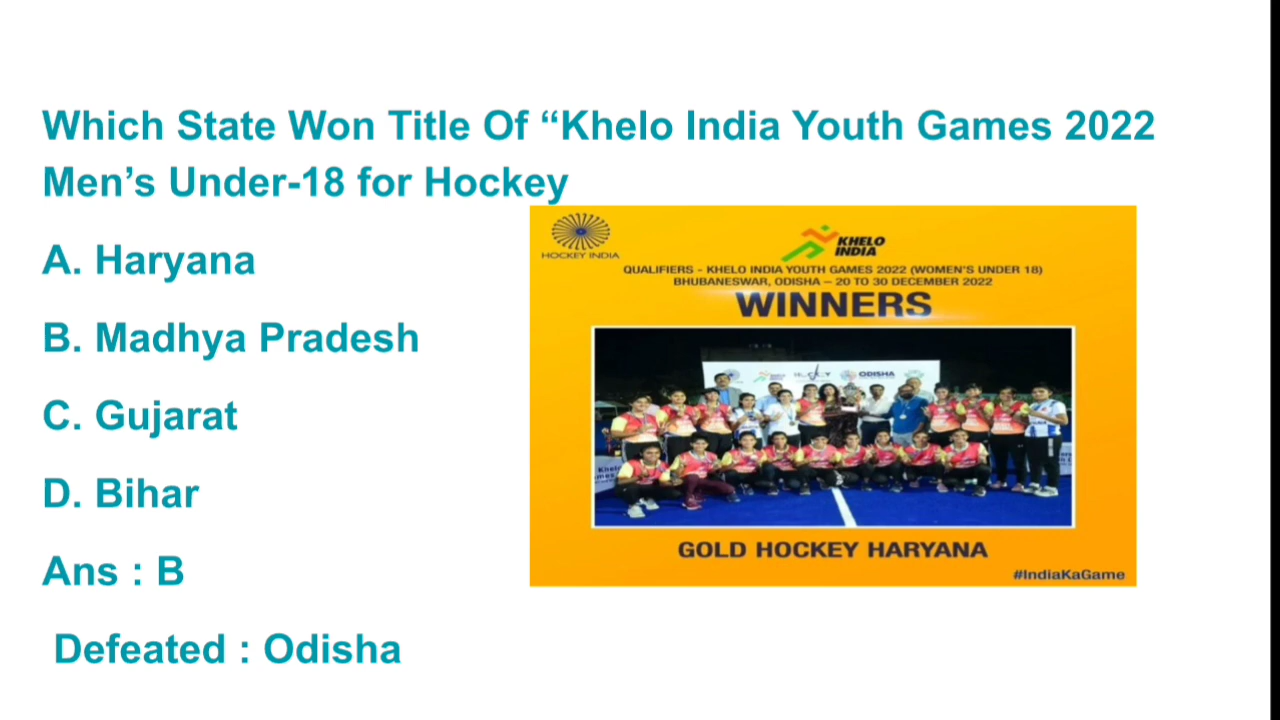 Which State Won Title Of “Khelo India Youth Games 2022
Men’s Under-18 for Hockey
A. Haryana
B. Madhya Pradesh
C. Gujarat
D. Bihar
Ans : B
Defeated : Odisha
HOCKEY INDIA
KHELO
INDIA
QUALIFIERS - KHELO INDIA YOUTH GAMES 2022 (WOMEN'S UNDER 18)
BHUBANESWAR, ODISHA – 20 TO 30 DECEMBER 2022
WINNERS
ODISHA
GOLD HOCKEY HARYANA
#IndiaKaGame